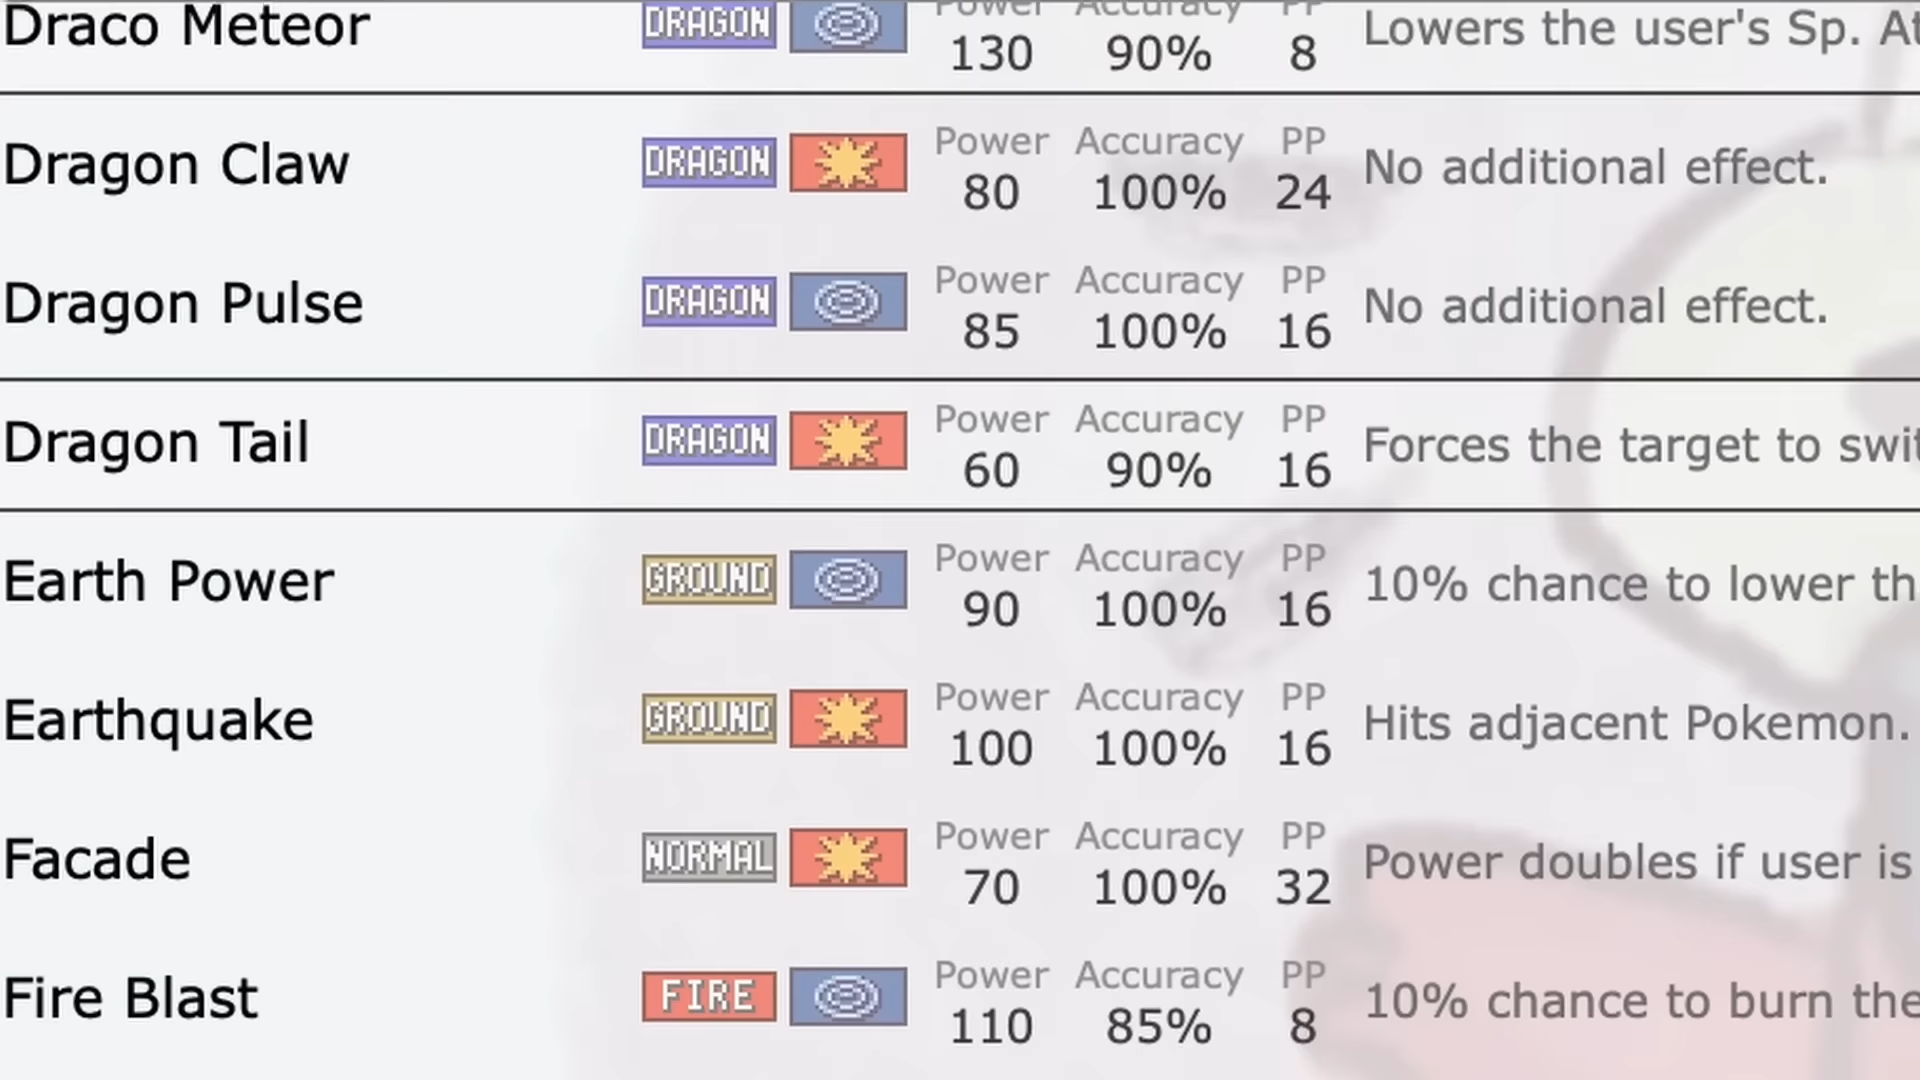 Draco Meteor DRAGON Power Accuracy PP Lowers the user's Sp.
130 90% 8
Dragon Claw DRAGON Power Accuracy PP No additional effect.
80 100% 24
Dragon Pulse DRAGON Power Accuracy PP No additional effect.
85 100% 16
Dragon Tail DRAGON Power Accuracy PP Forces the target to
60 90% 16
Earth Power GROUND Power Accuracy PP 10% chance to lower
90 100% 16
Earthquake GROUND Power Accuracy PP Hits adjacent Pokemon.
100 100% 16
Facade NORMAL Power Accuracy PP Power doubles if user is
70 100% 32
Fire Blast FIRE Power Accuracy PP 10% chance to burn the
110 85% 8